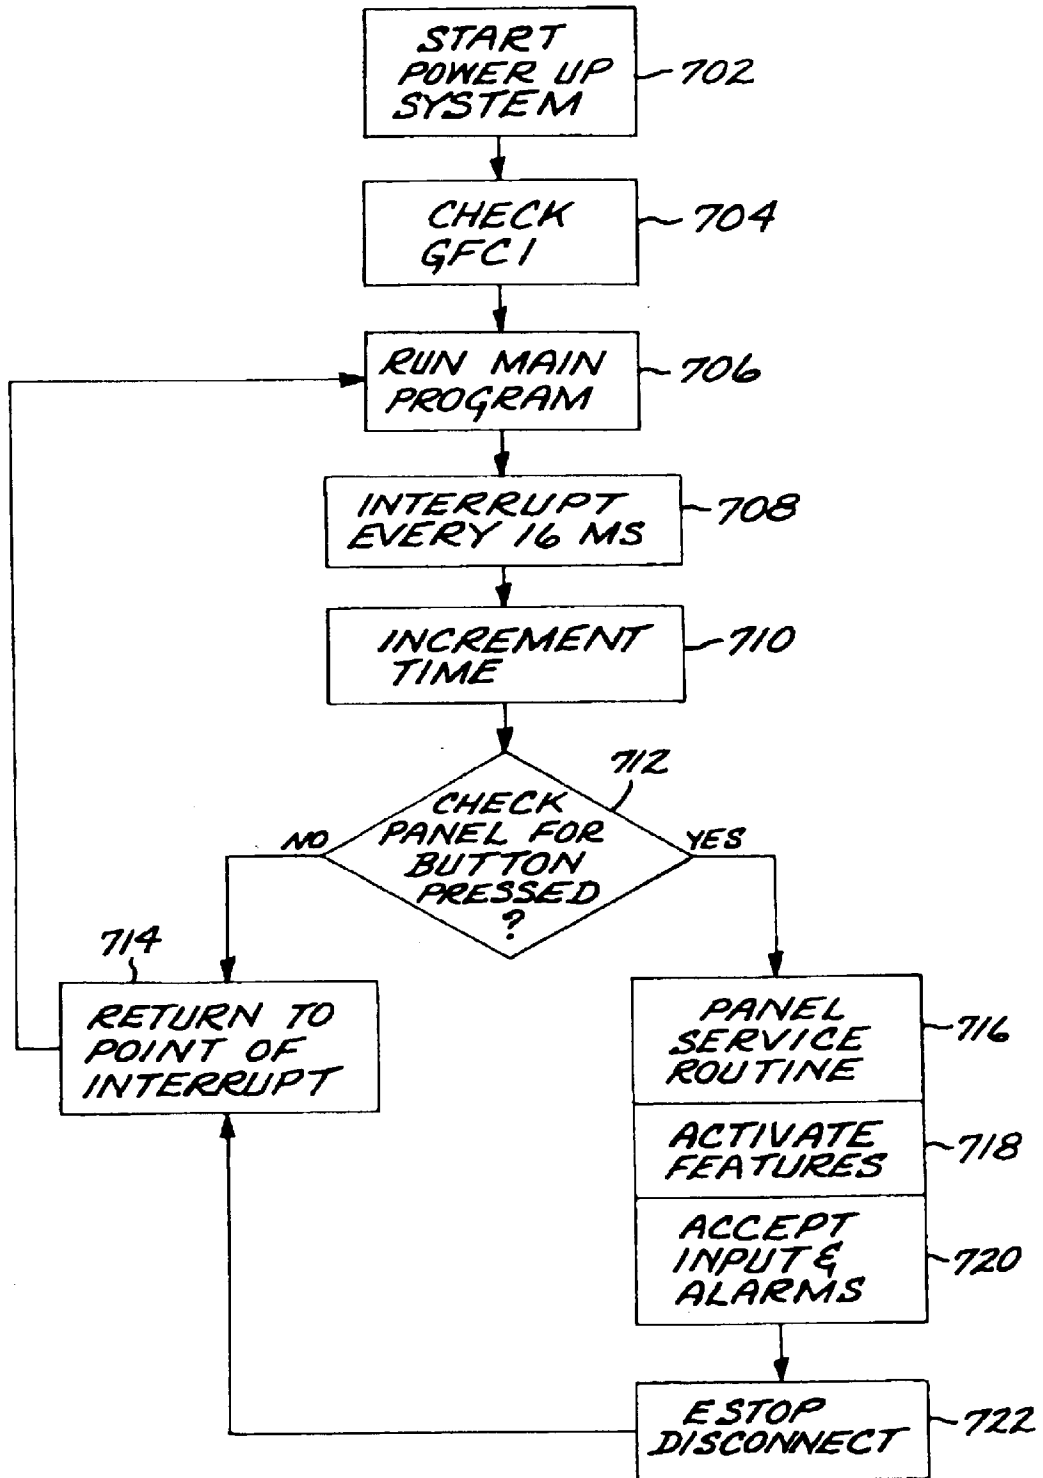 START
POWER UP
SYSTEM
702
CHECK
GFCI
704
RUN MAIN
PROGRAM
706
INTERRUPT
EVERY 16 MS
708
INCREMENT
TIME
710
712
CHECK
PANEL FOR
BUTTON
PRESSED
?
NO
YES
714
RETURN TO
POINT OF
INTERRUPT
PANEL
SERVICE
ROUTINE
716
ACTIVATE
FEATURES
718
ACCEPT
INPUT &
ALARMS
720
E STOP
DISCONNECT
722